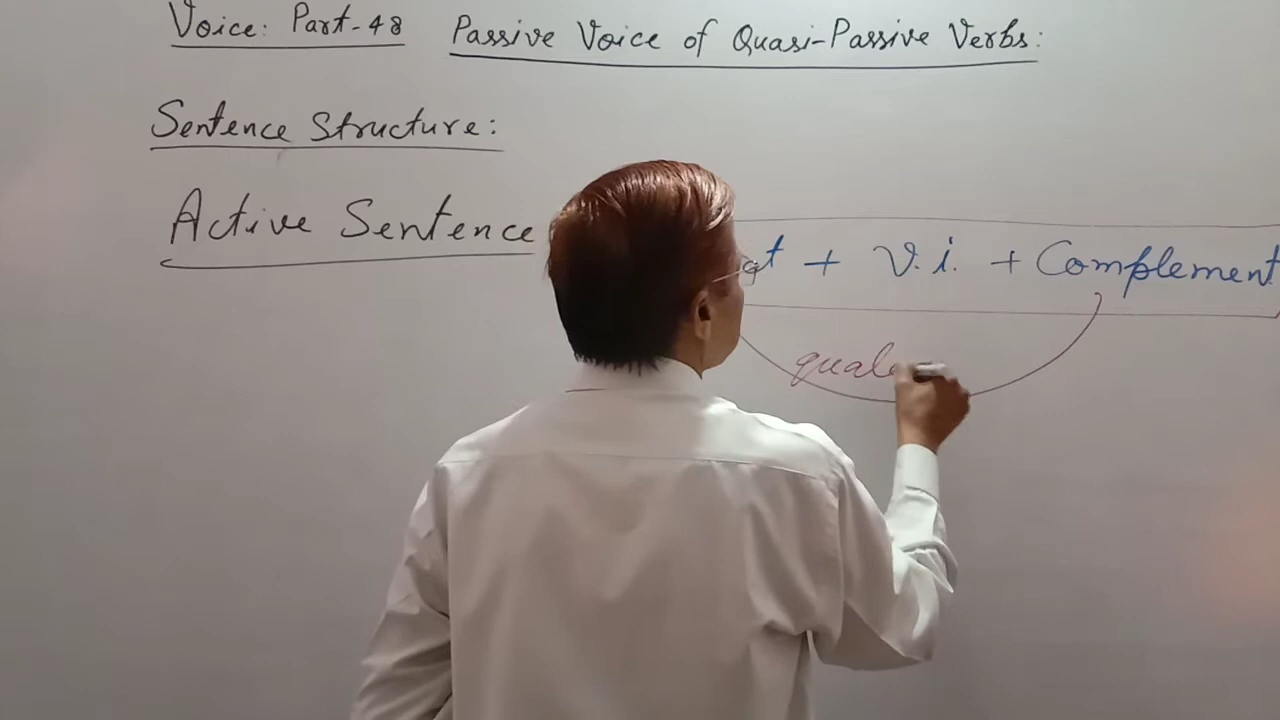 Voice: Part-48 Passive Voice of Quasi-Passive Verbs:
Sentence Structure:
Active Sentence + V.i. + Complement